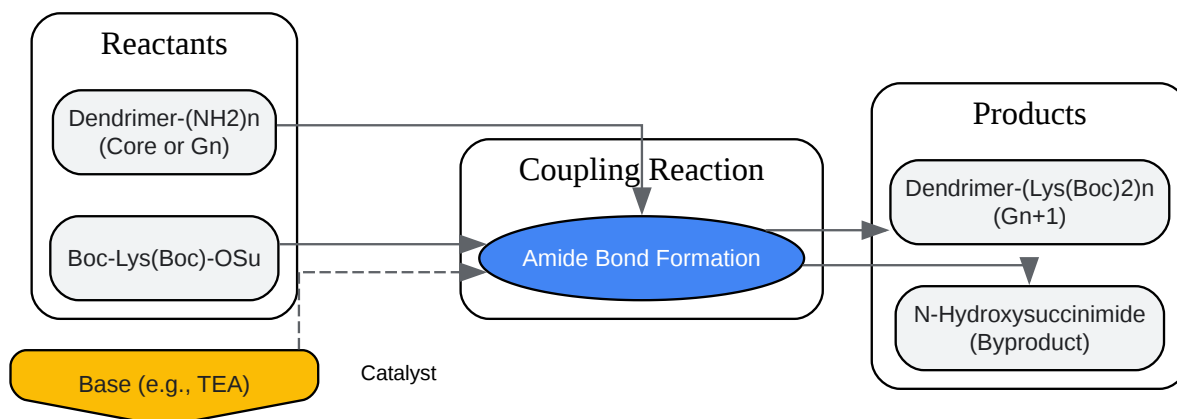 Reactants
Dendrimer-(NH2)n
(Core or Gn)
Boc-Lys(Boc)-OSu
Base (e.g., TEA)
Catalyst
Coupling Reaction
Amide Bond Formation
Products
Dendrimer-(Lys(Boc)2)n
(Gn+1)
N-Hydroxysuccinimide
(Byproduct)